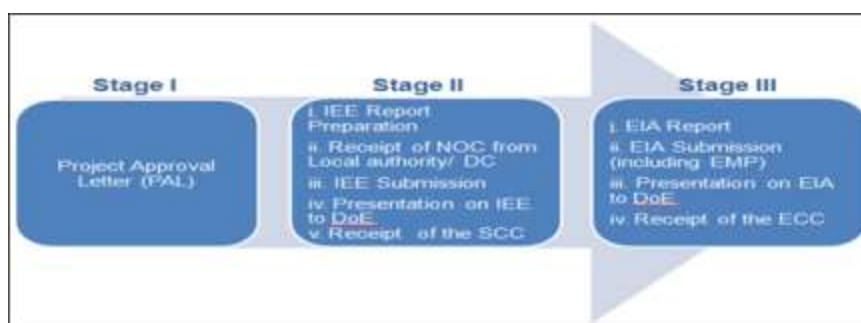 Stage I
Project Approval
Letter (PAL)
Stage II
i. IEE Report
Preparation
ii. Receipt of NOC from
Local authority/ DC
iii. IEE Submission
iv. Presentation on IEE
to DoE
v. Receipt of the SCC
Stage III
i. EIA Report
ii. EIA Submission
(including EMP)
iii. Presentation on EIA
to DoE
iv. Receipt of the ECC